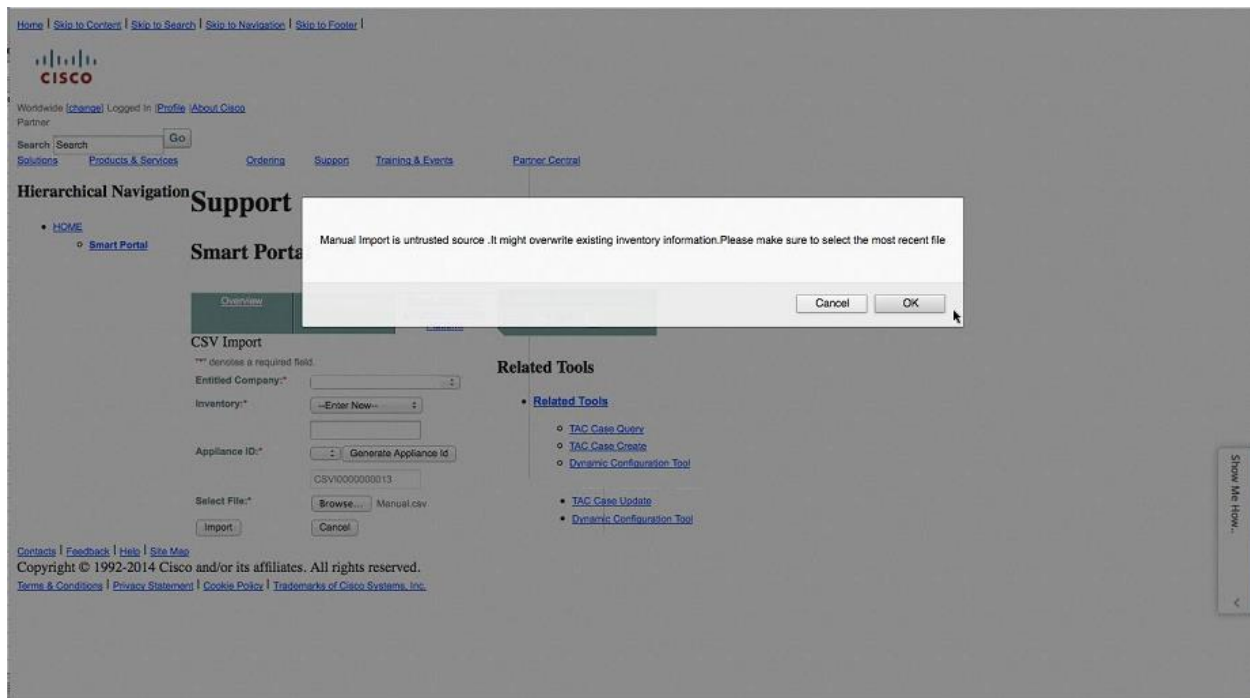 Home | Skip to Content | Skip to Search | Skip to Navigation | Skip to Footer |
CISCO
Worldwide [change] Logged In |Profile |About Cisco
Partner
Search Search Go
Solutions Products & Services Ordering Support Training & Events Partner Central
Hierarchical Navigation
• HOME
○ Smart Portal
Support
Smart Porta
Manual Import is untrusted source .It might overwrite existing inventory information.Please make sure to select the most recent file
Cancel OK
Overview
CSV Import
"*" denotes a required field.
Entitled Company:*
Inventory:* --Enter New--
Appliance ID:* Generate Appliance Id
CSVI0000000013
Select File:* Browse... Manual.csv
Import Cancel
Related Tools
• Related Tools
○ TAC Case Query
○ TAC Case Create
○ Dynamic Configuration Tool
• TAC Case Update
• Dynamic Configuration Tool
Show Me How..
Contacts | Feedback | Help | Site Map
Copyright © 1992-2014 Cisco and/or its affiliates. All rights reserved.
Terms & Conditions | Privacy Statement | Cookie Policy | Trademarks of Cisco Systems, Inc.